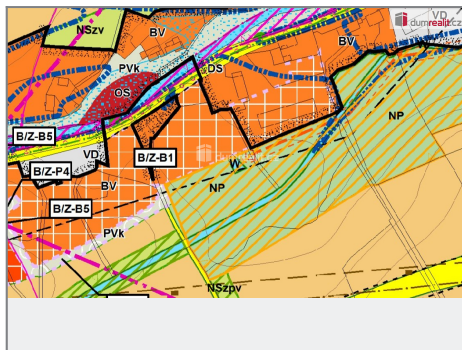 VD
dumrealit.cz
NSzv
BV
BV
PVk
DS
OS
B/Z-B5
NP
VD
B/Z-B1
W
B/Z-P4
BV
NP
B/Z-B5
PVk
NSzpv